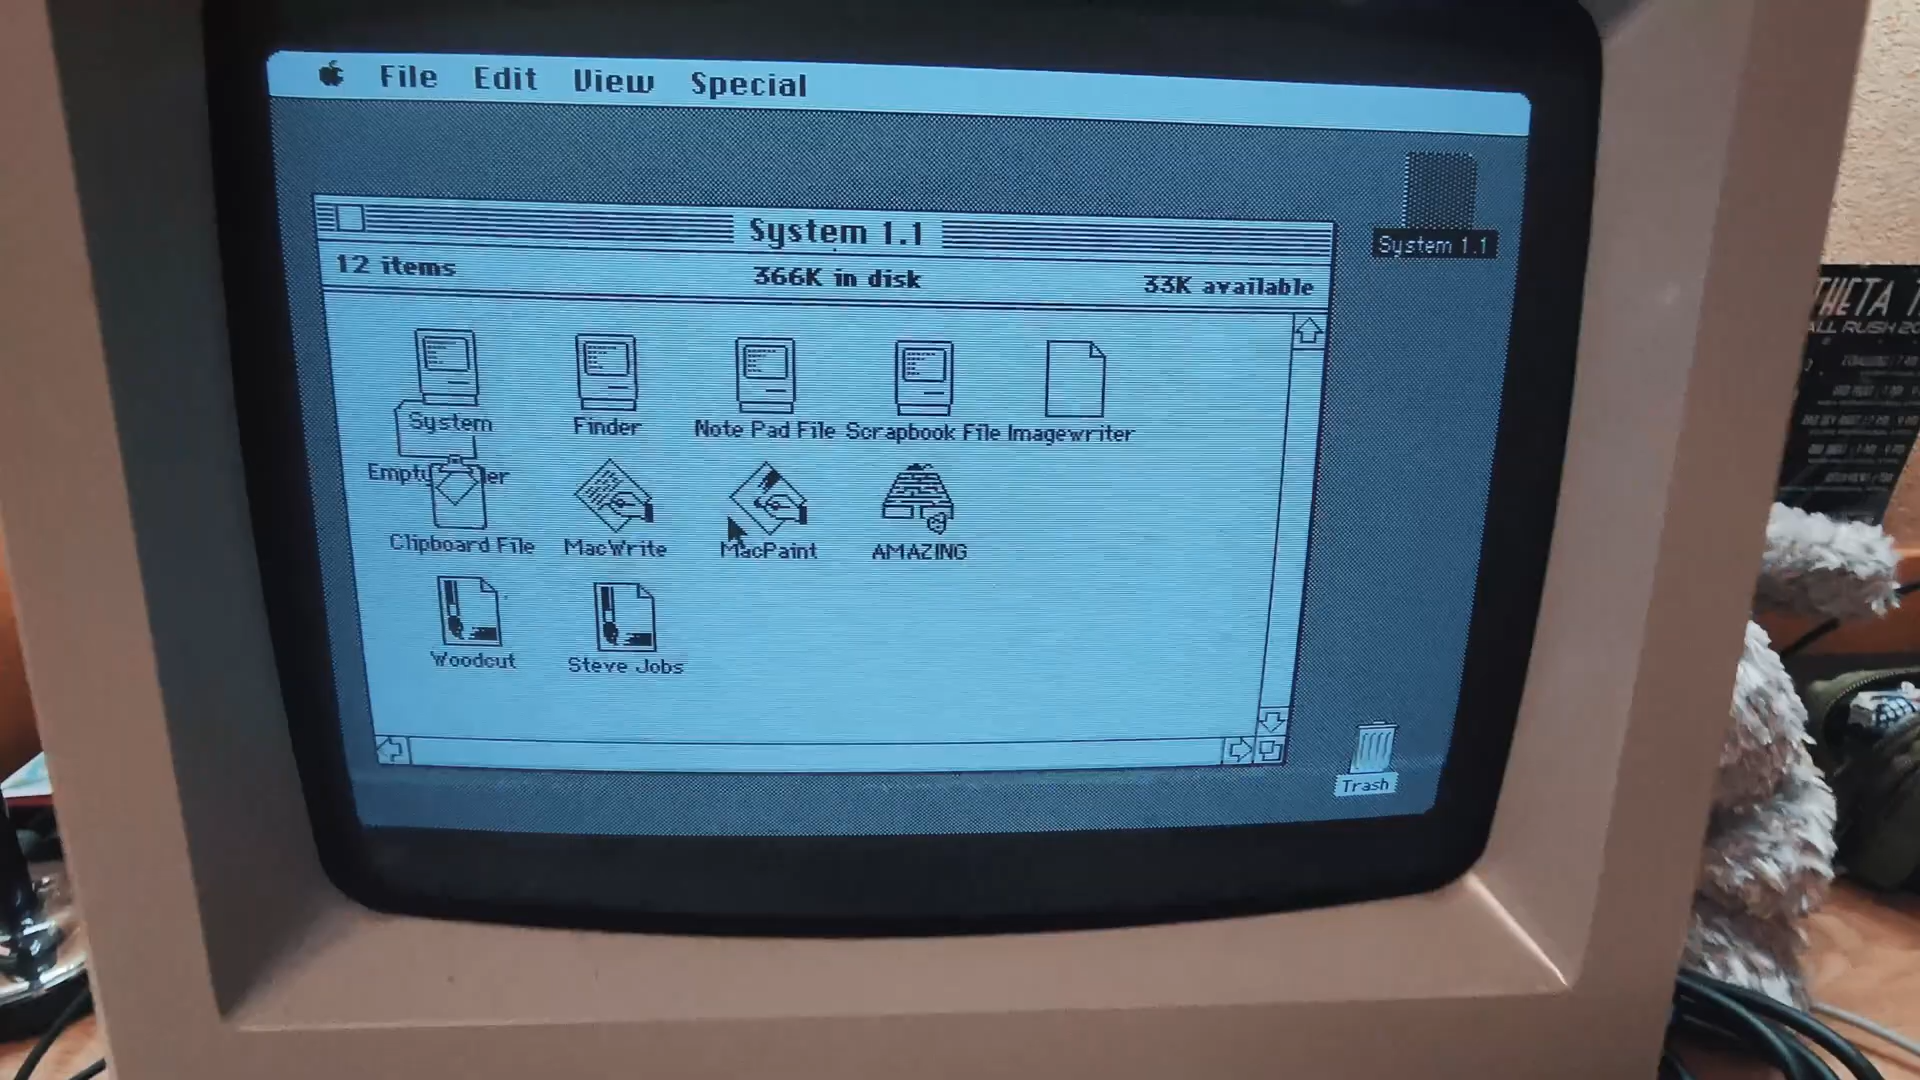 File Edit View Special
System 1.1
12 items 366K in disk 33K available
System 1.1
System Finder Note Pad File Scrapbook File Imagewriter
Clipboard File MacWrite MacPaint AMAZING
Woodcut Steve Jobs
Trash
THETA